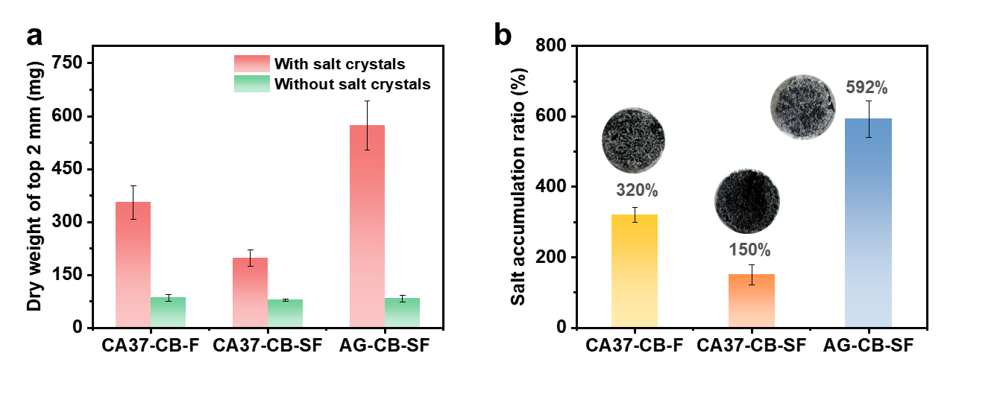 a
Dry weight of top 2 mm (mg)
750
600
450
300
150
0
With salt crystals
Without salt crystals
CA37-CB-F
CA37-CB-SF
AG-CB-SF
b
Salt accumulation ratio (%)
800
600
400
200
0
320%
150%
592%
CA37-CB-F
CA37-CB-SF
AG-CB-SF